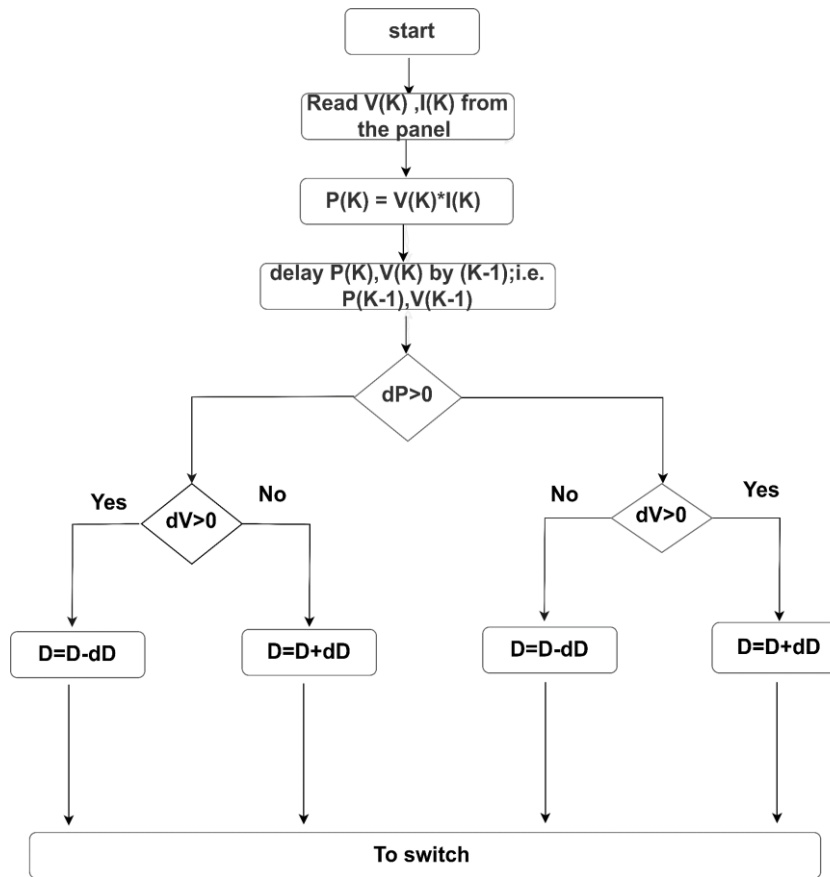 start
Read V(K) ,I(K) from
the panel
P(K) = V(K)*I(K)
delay P(K),V(K) by (K-1);i.e.
P(K-1),V(K-1)
dP>0
Yes
No
No
Yes
dV>0
dV>0
D=D-dD
D=D+dD
D=D-dD
D=D+dD
To switch